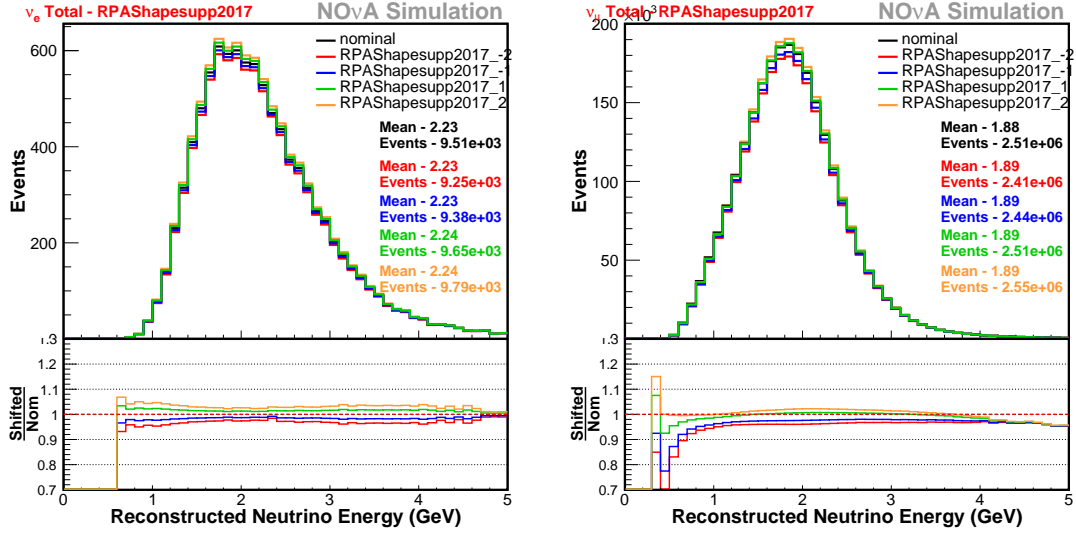 ν_e Total - RPAShapesupp2017
NOνA Simulation
nominal
RPAShapesupp2017_-2
RPAShapesupp2017_-1
RPAShapesupp2017_1
RPAShapesupp2017_2
Mean - 2.23
Events - 9.51e+03
Mean - 2.23
Events - 9.25e+03
Mean - 2.23
Events - 9.38e+03
Mean - 2.24
Events - 9.65e+03
Mean - 2.24
Events - 9.79e+03
600
400
200
Events
1.3
1.2
1.1
1
0.9
0.8
0.7
Shifted
Nom
0 1 2 3 4 5
Reconstructed Neutrino Energy (GeV)
ν_μ Total - RPAShapesupp2017
×10³
NOνA Simulation
nominal
RPAShapesupp2017_-2
RPAShapesupp2017_-1
RPAShapesupp2017_1
RPAShapesupp2017_2
Mean - 1.88
Events - 2.51e+06
Mean - 1.89
Events - 2.41e+06
Mean - 1.89
Events - 2.44e+06
Mean - 1.89
Events - 2.51e+06
Mean - 1.89
Events - 2.55e+06
200
150
100
50
0
Events
1.3
1.2
1.1
1
0.9
0.8
0.7
Shifted
Nom
0 1 2 3 4 5
Reconstructed Neutrino Energy (GeV)